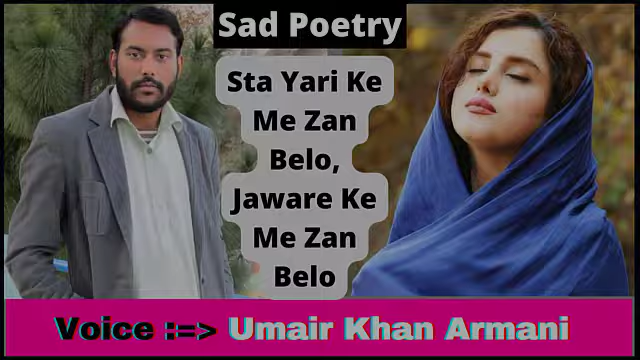 Sad Poetry
Sta Yari Ke
Me Zan
Belo,
Jaware Ke
Me Zan
Belo
Voice :=> Umair Khan Armani